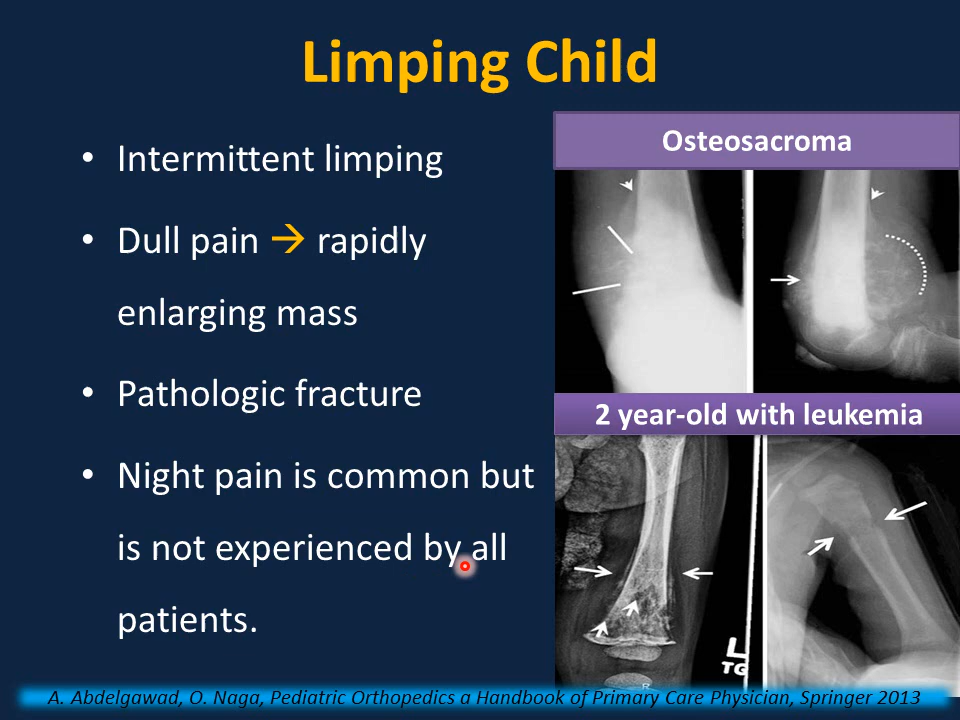 Limping Child
• Intermittent limping
• Dull pain → rapidly
enlarging mass
• Pathologic fracture
• Night pain is common but
is not experienced by all
patients.
Osteosacroma
2 year-old with leukemia
L
TG
R
A. Abdelgawad, O. Naga, Pediatric Orthopedics a Handbook of Primary Care Physician, Springer 2013